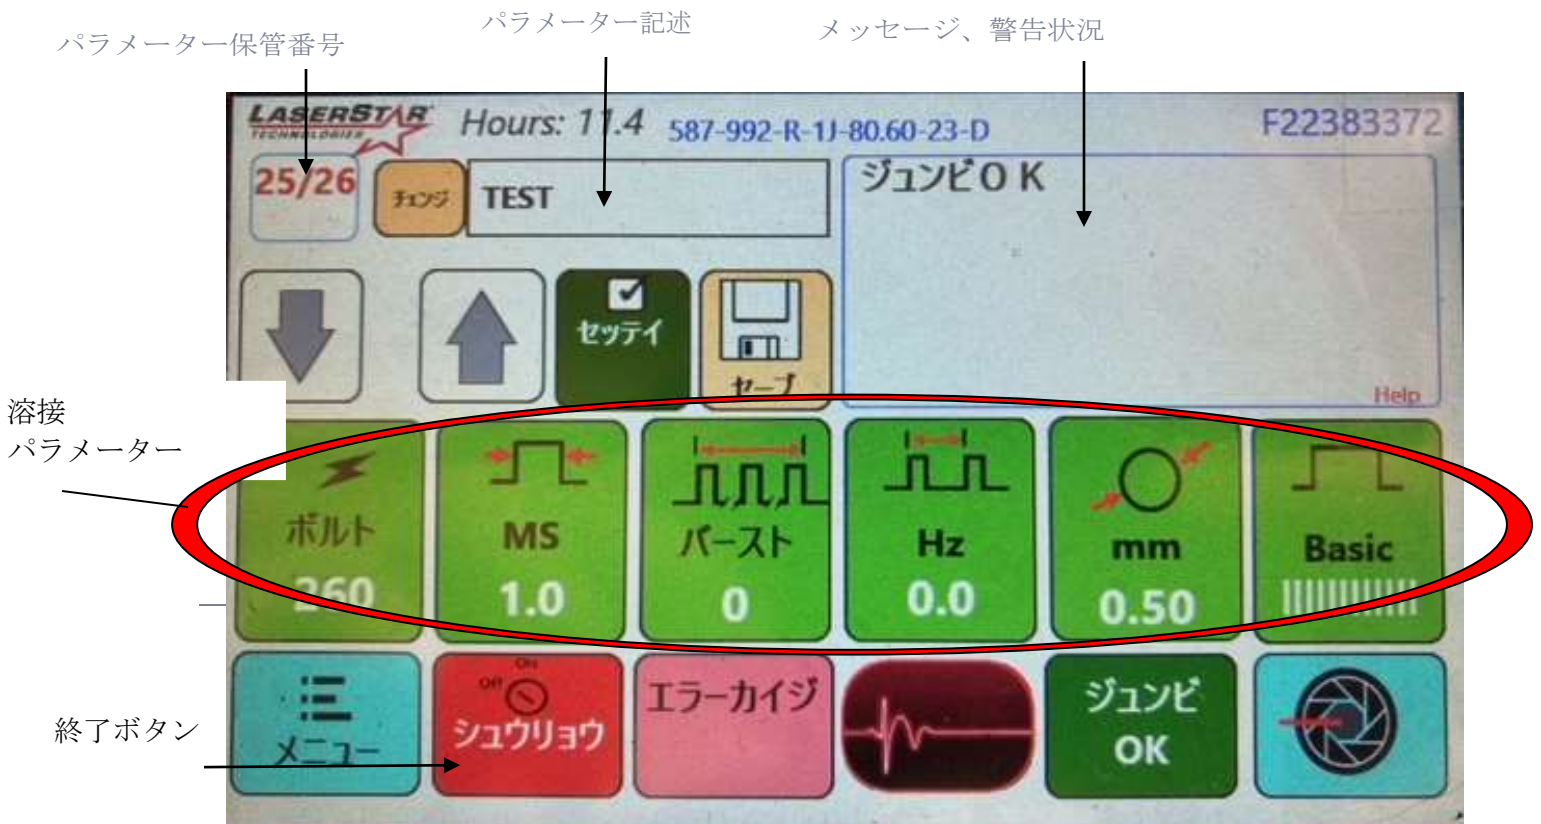 パラメーター保管番号
パラメーター記述
メッセージ、警告状況
LASERSTAR
TECHNOLOGIES
Hours: 11.4
587-992-R-1J-80.60-23-D
F22383372
25/26
チェンジ
TEST
ジュンビOK
セッテイ
セーブ
Help
溶接
パラメーター
ボルト
260
MS
1.0
バースト
0
Hz
0.0
mm
0.50
Basic
終了ボタン
メニュー
Off
On
シュウリョウ
エラーカイジ
ジュンビ
OK